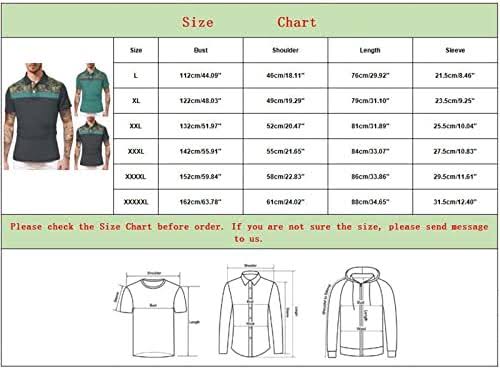 Size Chart
Size Bust Shoulder Length Sleeve
L 112cm/44.09" 46cm/18.11" 76cm/29.92" 21.5cm/8.46"
XL 122cm/48.03" 49cm/19.29" 79cm/31.10" 23.5cm/9.25"
XXL 132cm/51.97" 52cm/20.47" 81cm/31.89" 25.5cm/10.04"
XXXL 142cm/55.91" 55cm/21.65" 84cm/33.07" 27.5cm/10.83"
XXXXL 152cm/59.84" 58cm/22.83" 86cm/33.86" 29.5cm/11.61"
XXXXXL 162cm/63.78" 61cm/24.02" 88cm/34.65" 31.5cm/12.40"
Please check the Size Chart before order. If you are not sure the size, please send message
to us.
Shoulder
Sleeve
Bust
Length
Shoulder
Sleeve
Bust
Length
Waist
Shoulder to Sleeve
Bust
Length
Waist